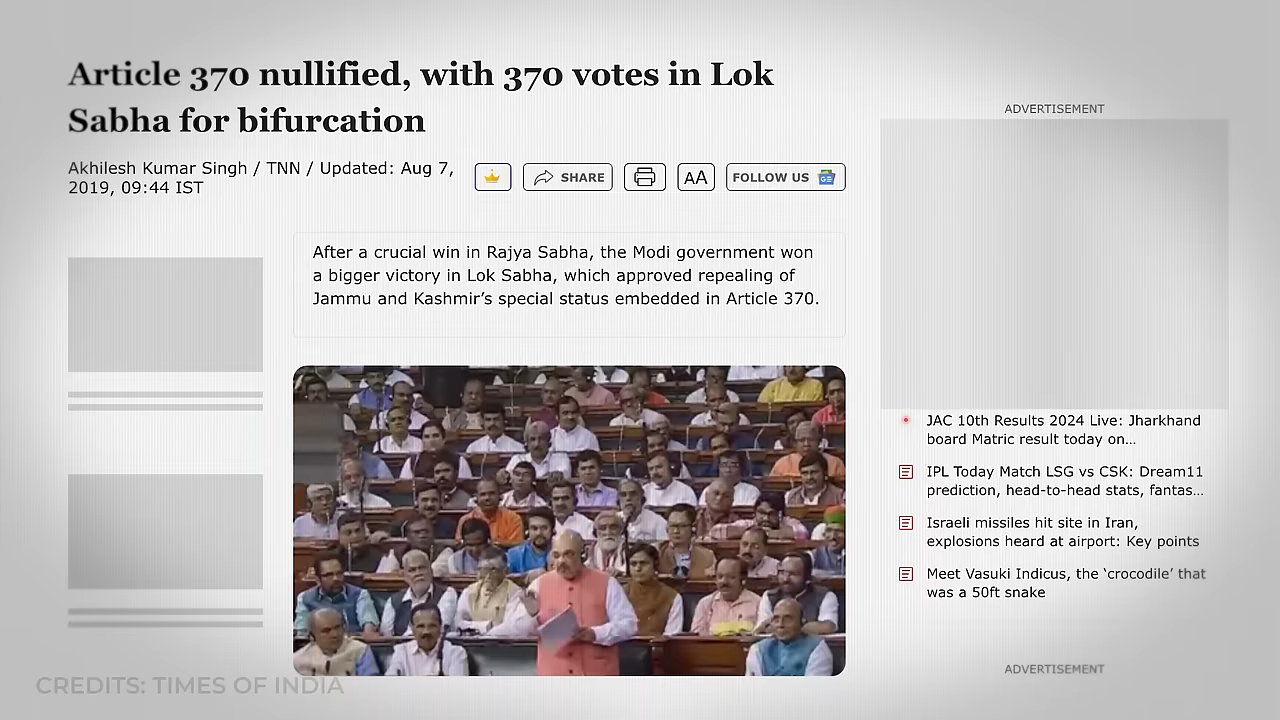 Article 370 nullified, with 370 votes in Lok
Sabha for bifurcation
Akhilesh Kumar Singh / TNN / Updated: Aug 7,
2019, 09:44 IST
SHARE
AA
FOLLOW US
GE
After a crucial win in Rajya Sabha, the Modi government won
a bigger victory in Lok Sabha, which approved repealing of
Jammu and Kashmir’s special status embedded in Article 370.
ADVERTISEMENT
JAC 10th Results 2024 Live: Jharkhand
board Matric result today on...
IPL Today Match LSG vs CSK: Dream11
prediction, head-to-head stats, fantas...
Israeli missiles hit site in Iran,
explosions heard at airport: Key points
Meet Vasuki Indicus, the ‘crocodile’ that
was a 50ft snake
ADVERTISEMENT
CREDITS: TIMES OF INDIA